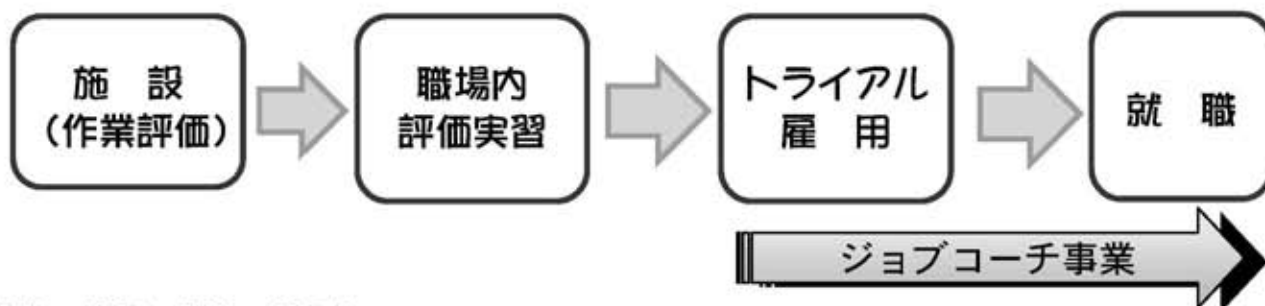 施 設
（作業評価）
職場内
評価実習
トライアル
雇 用
就 職
ジョブコーチ事業